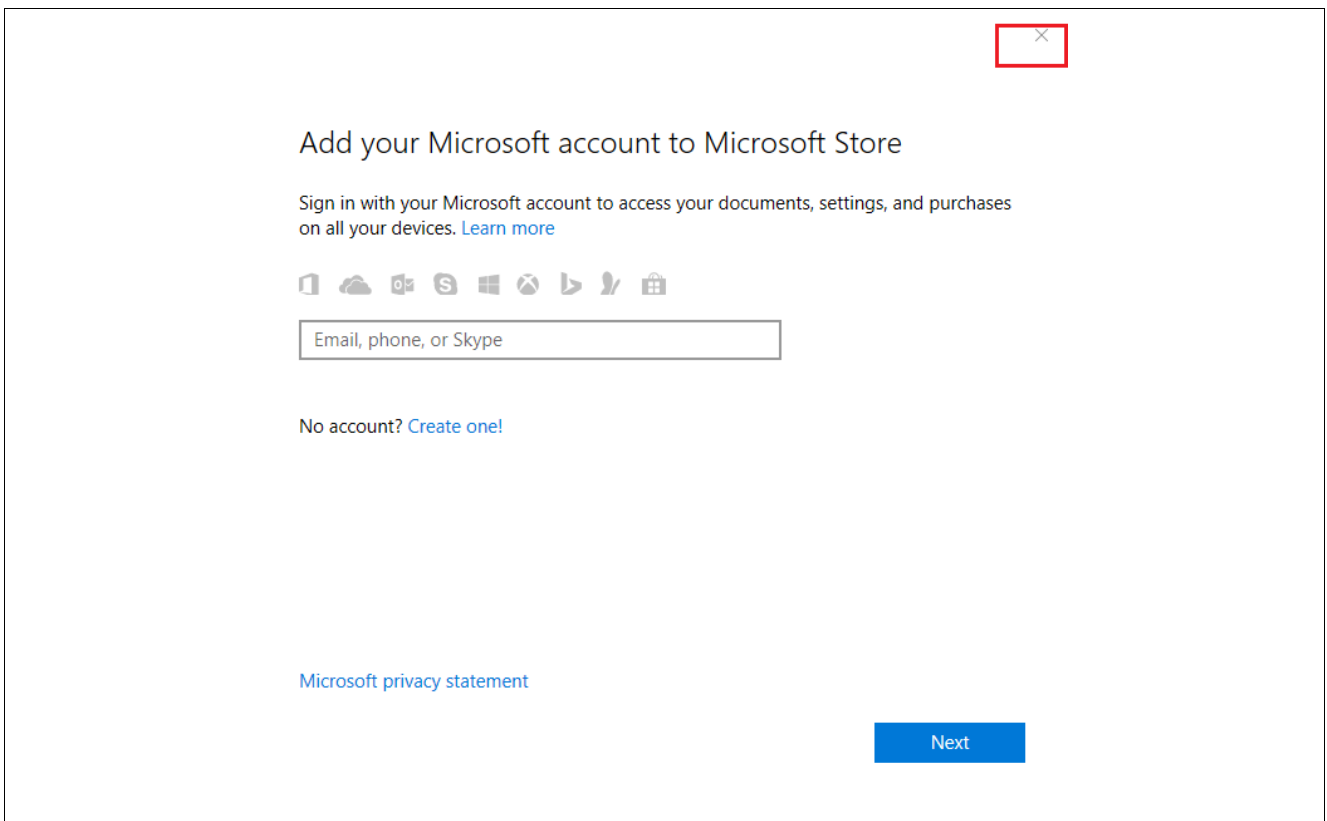 Add your Microsoft account to Microsoft Store
Sign in with your Microsoft account to access your documents, settings, and purchases
on all your devices. Learn more
Email, phone, or Skype
No account? Create one!
Microsoft privacy statement
Next